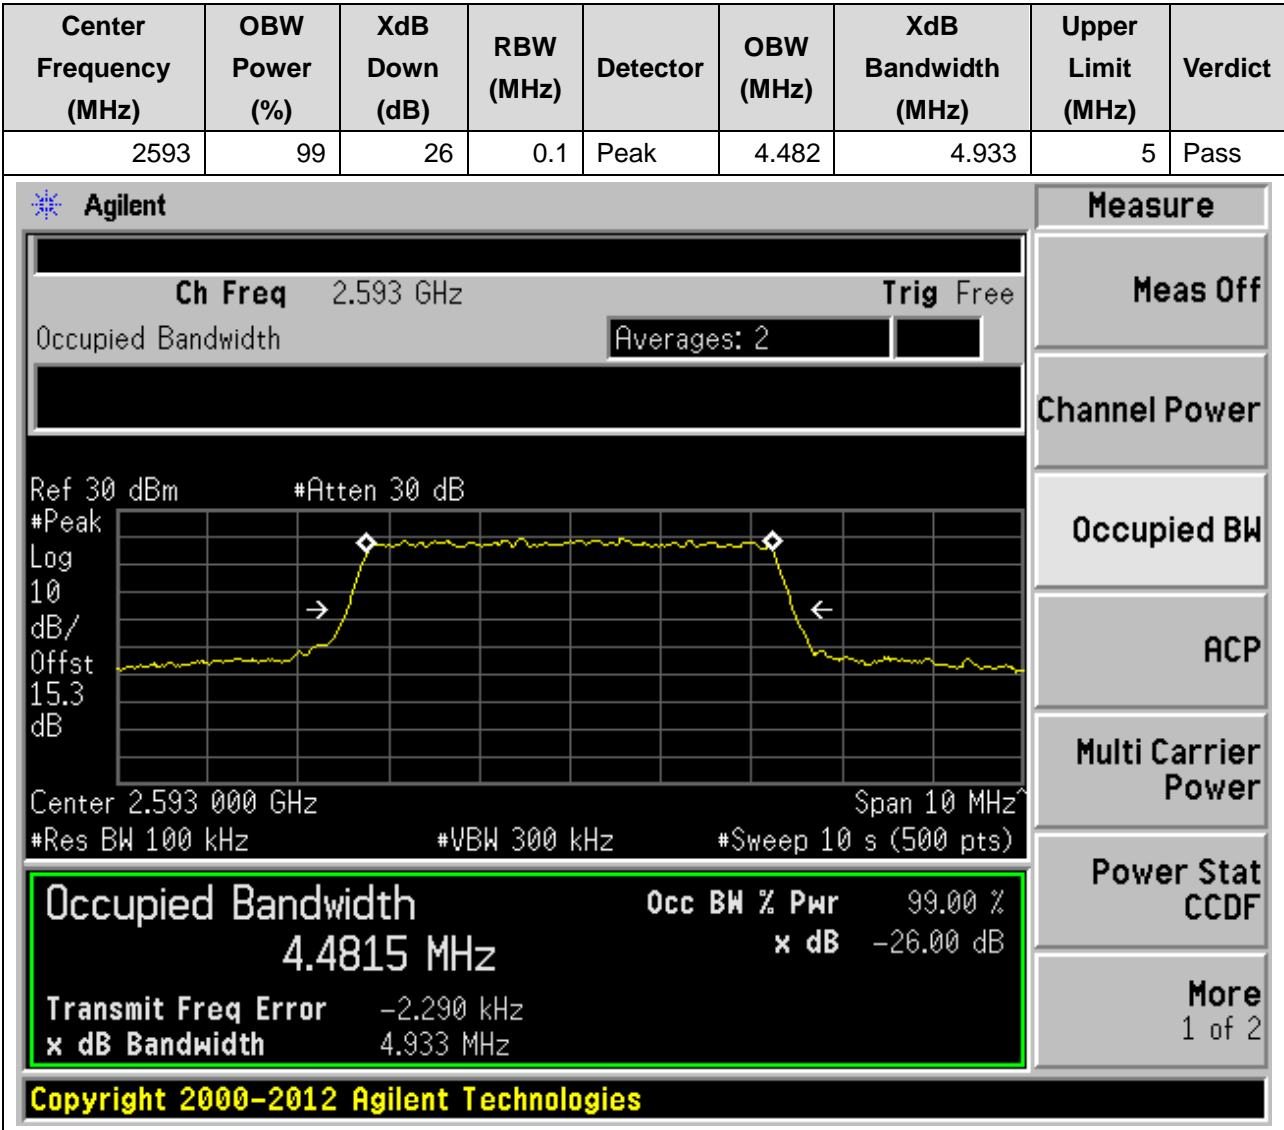 Center Frequency (MHz) OBW Power (%) XdB Down (dB) RBW (MHz) Detector OBW (MHz) XdB Bandwidth (MHz) Upper Limit (MHz) Verdict
2593 99 26 0.1 Peak 4.482 4.933 5 Pass
Agilent
Measure
Ch Freq 2.593 GHz Trig Free
Occupied Bandwidth Averages: 2
Meas Off
Channel Power
Occupied BW
ACP
Multi Carrier
Power
Power Stat
CCDF
More
1 of 2
Ref 30 dBm #Atten 30 dB
#Peak
Log
10
dB/
Offst
15.3
dB
Center 2.593 000 GHz Span 10 MHz^
#Res BW 100 kHz #VBW 300 kHz #Sweep 10 s (500 pts)
Occupied Bandwidth Occ BW % Pwr 99.00 %
4.4815 MHz x dB -26.00 dB
Transmit Freq Error -2.290 kHz
x dB Bandwidth 4.933 MHz
Copyright 2000-2012 Agilent Technologies